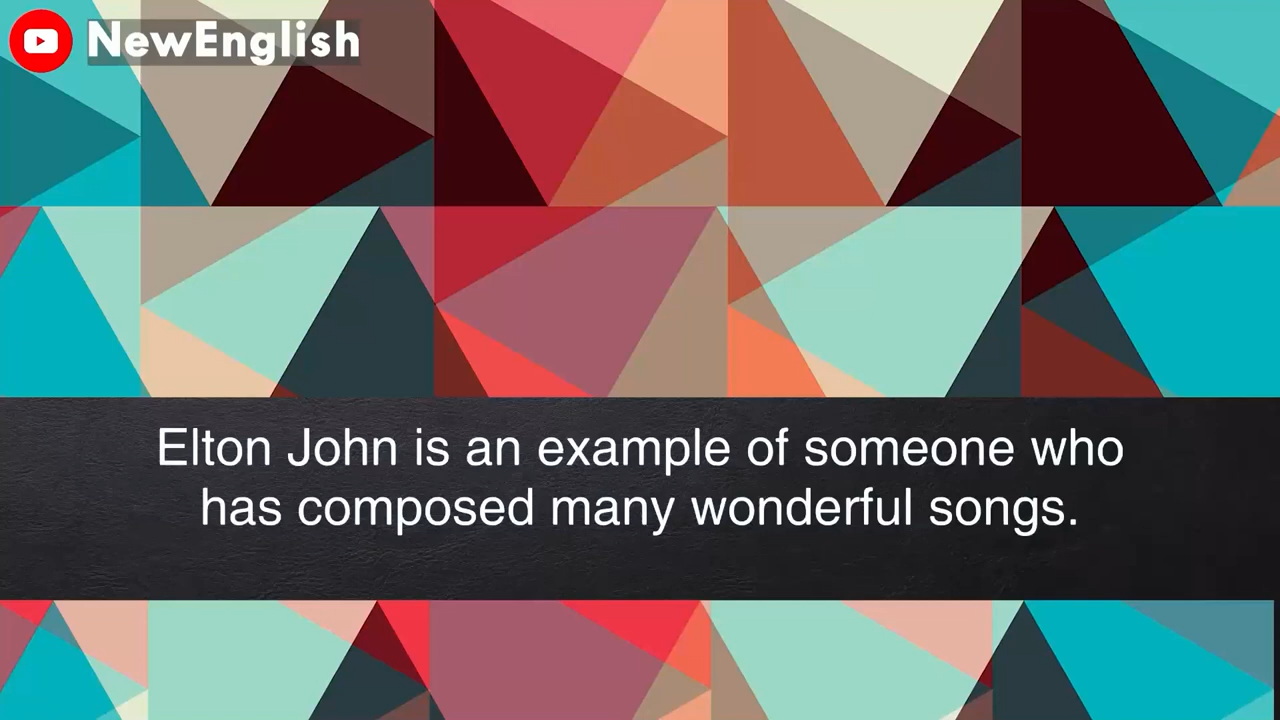 NewEnglish
Elton John is an example of someone who
has composed many wonderful songs.